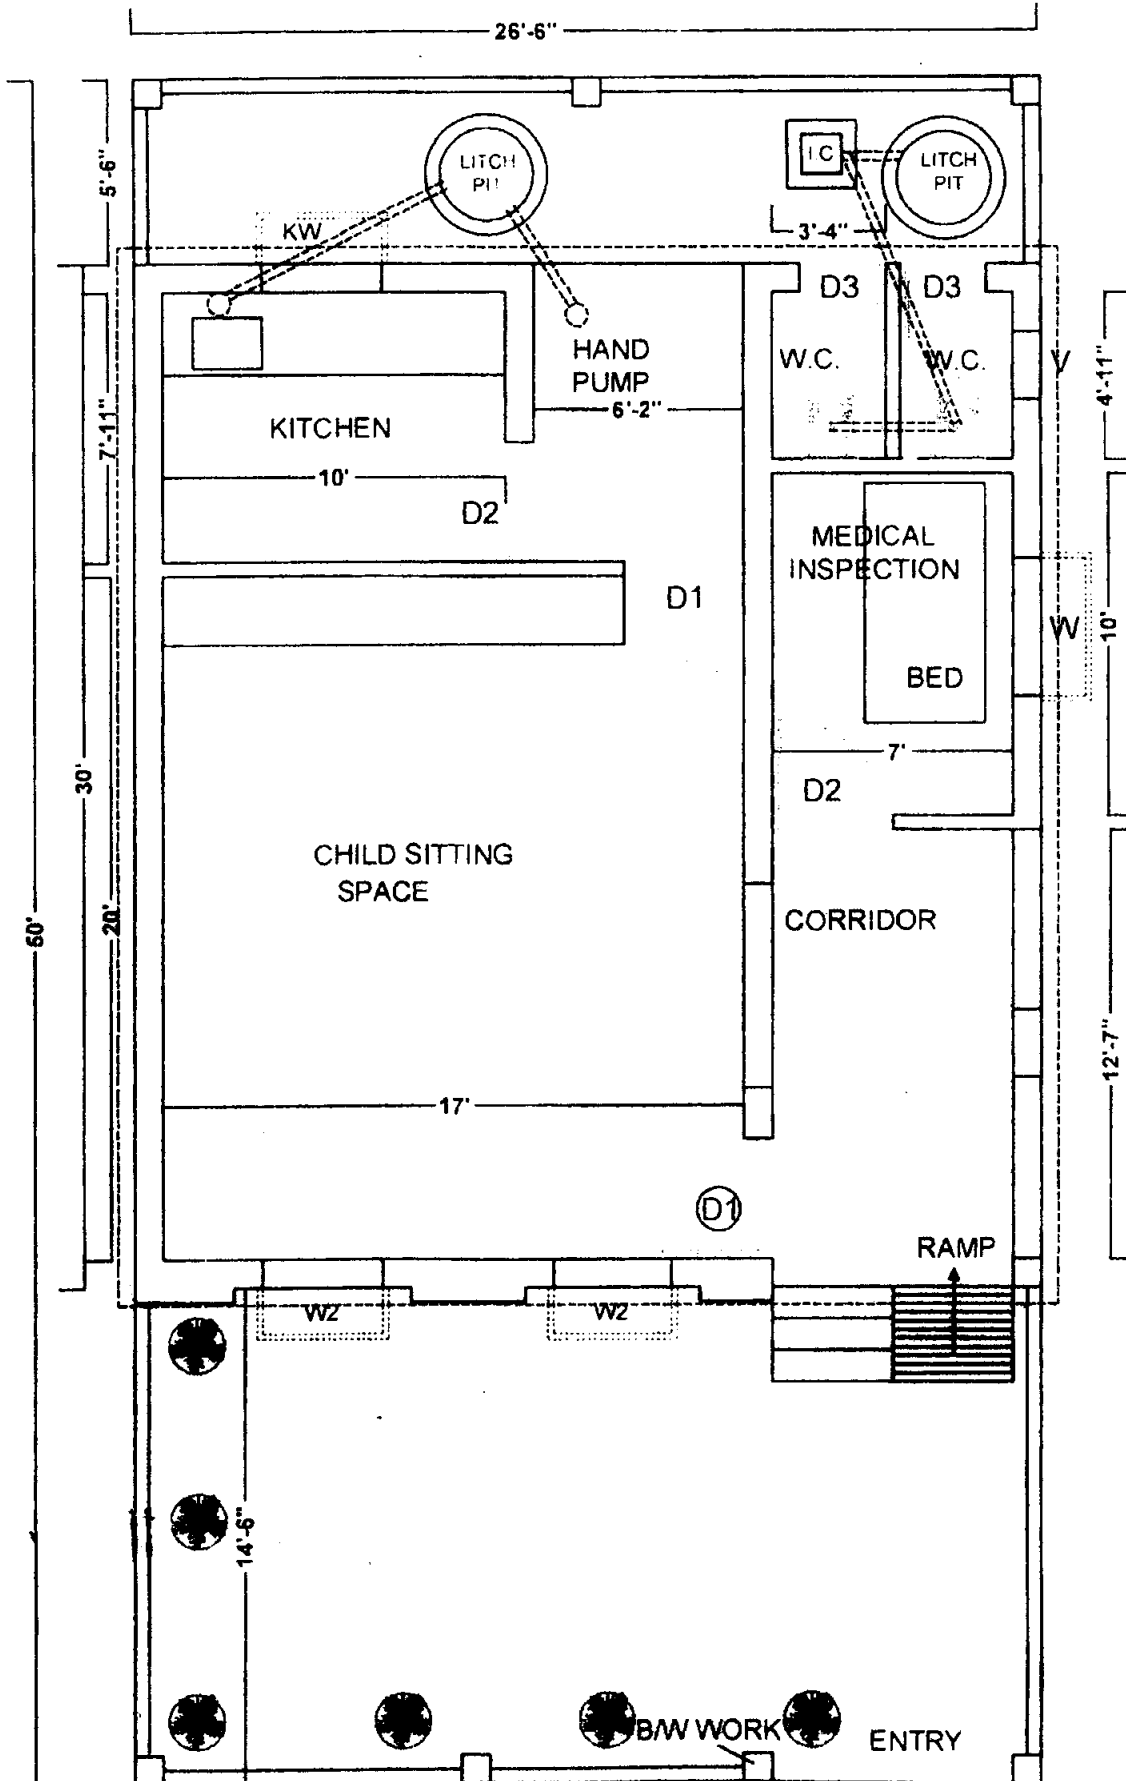 26'-6"
5'-6"
LITCH
PIT
I.C
LITCH
PIT
KW
3'-4"
D3
D3
HAND
PUMP
W.C.
W.C.
V
4'-11"
6'-2"
7'-11"
KITCHEN
10'
D2
MEDICAL
INSPECTION
D1
W
10'
BED
7'
30'
D2
CHILD SITTING
SPACE
20'
60'
CORRIDOR
12'-7"
17'
D1
RAMP
W2
W2
14'-6"
B/W WORK
ENTRY